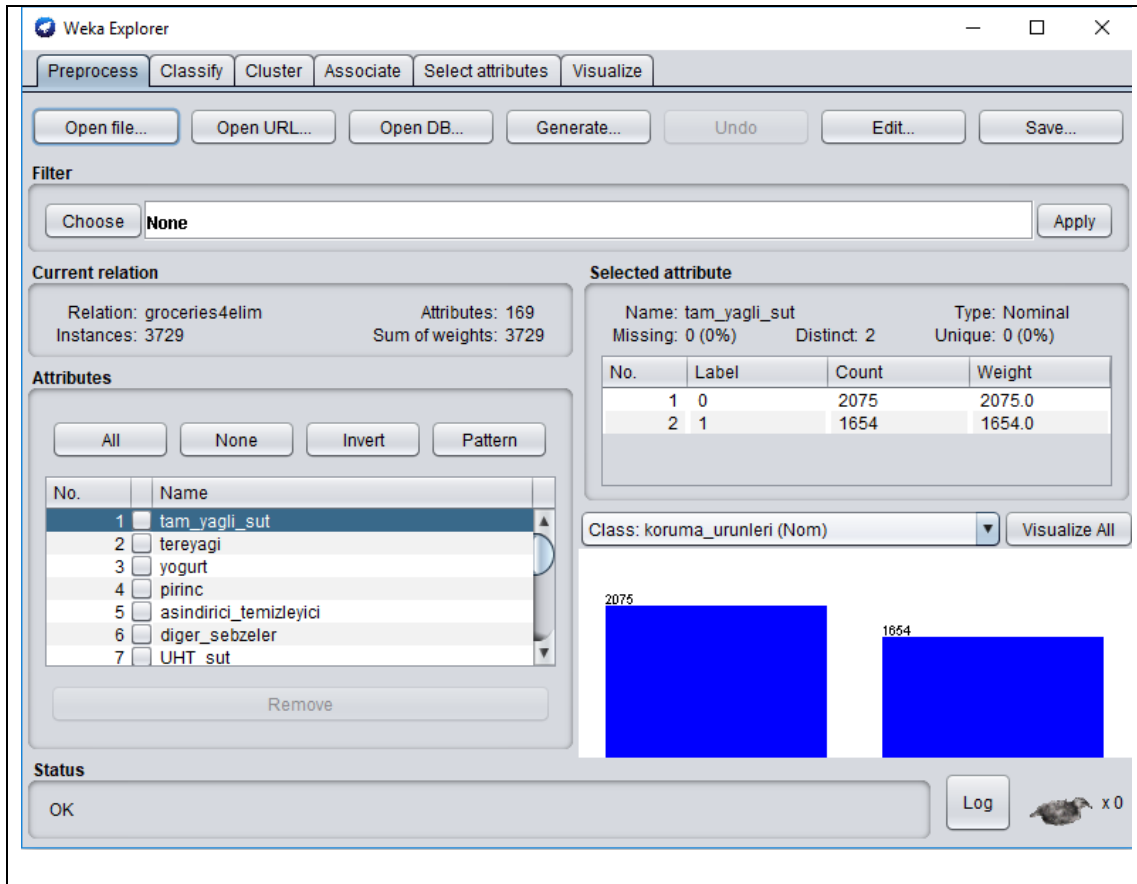 Weka Explorer
Preprocess Classify Cluster Associate Select attributes Visualize
Open file... Open URL... Open DB... Generate... Undo Edit... Save...
Filter
Choose None Apply
Current relation
Relation: groceries4elim Attributes: 169
Instances: 3729 Sum of weights: 3729
Attributes
All None Invert Pattern
No. Name
1 tam_yagli_sut
2 tereyagi
3 yogurt
4 pirinc
5 asindirici_temizleyici
6 diger_sebzeler
7 UHT_sut
Remove
Selected attribute
Name: tam_yagli_sut Type: Nominal
Missing: 0 (0%) Distinct: 2 Unique: 0 (0%)
No. Label Count Weight
1 0 2075 2075.0
2 1 1654 1654.0
Class: koruma_urunleri (Nom) Visualize All
2075
1654
Status
OK
Log x 0